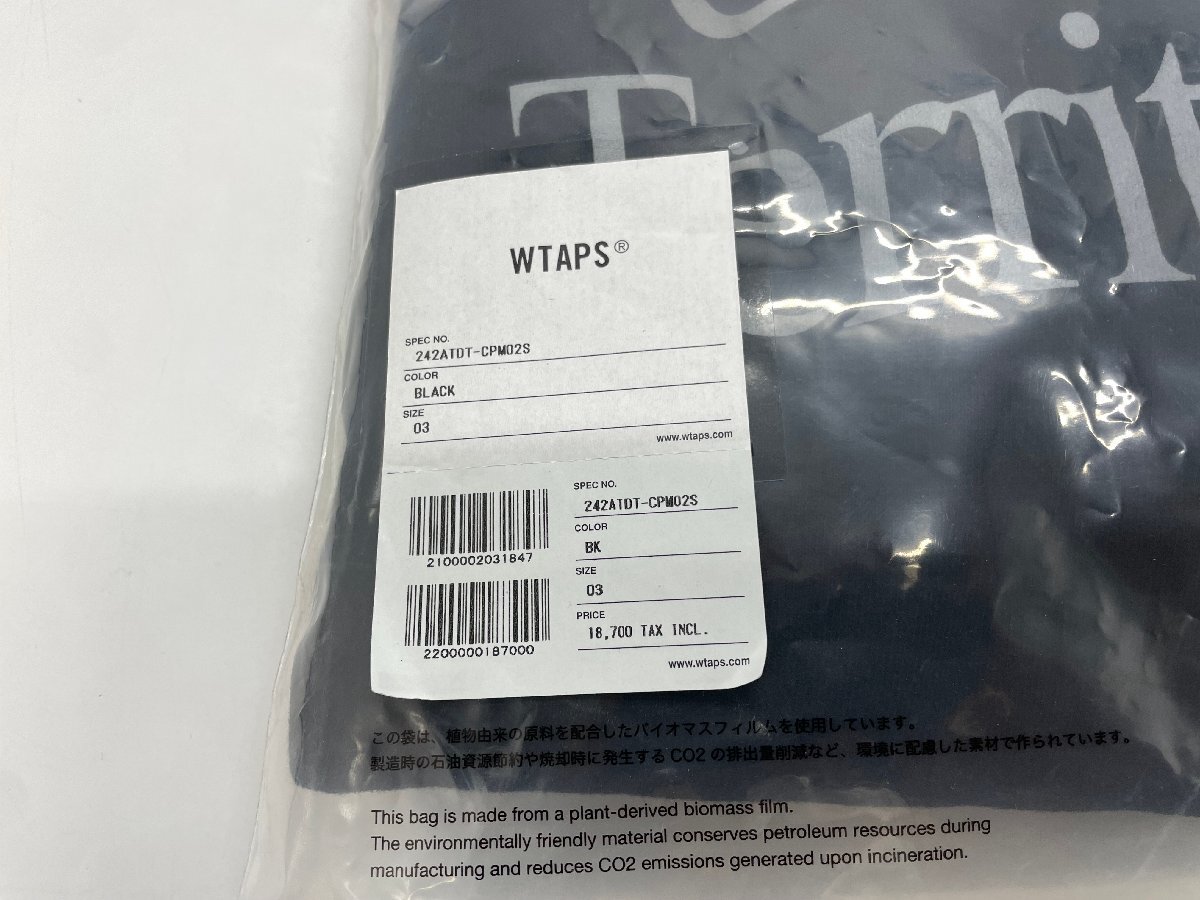 Territ
WTAPS®
SPEC NO.
242ATDT-CPM02S
COLOR
BLACK
SIZE
03
www.wtaps.com
2100002031847
2200000187000
SPEC NO.
242ATDT-CPM02S
COLOR
BK
SIZE
03
PRICE
18,700 TAX INCL.
www.wtaps.com
この袋は、植物由来の原料を配合したバイオマスフィルムを使用しています。
製造時の石油資源節約や焼却時に発生するCO2の排出量削減など、環境に配慮した素材で作られています。
This bag is made from a plant-derived biomass film.
The environmentally friendly material conserves petroleum resources during
manufacturing and reduces CO2 emissions generated upon incineration.